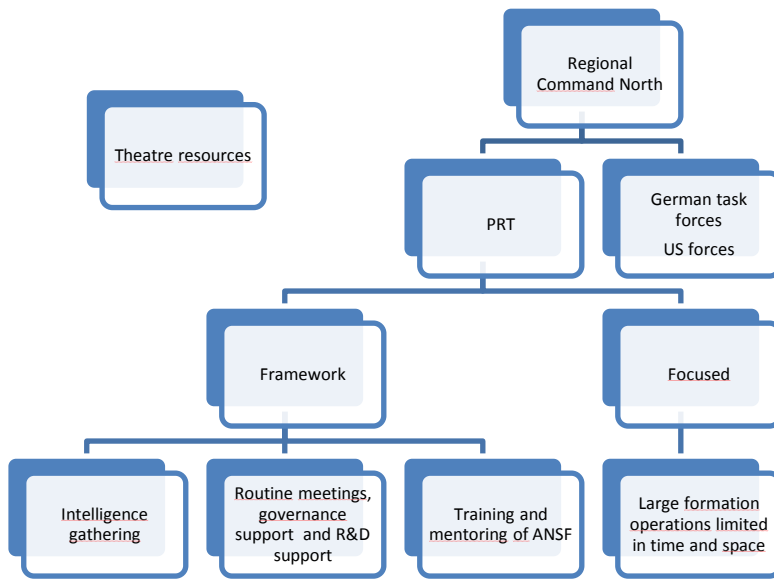 Regional
Command North
Theatre resources
PRT
German task
forces
US forces
Framework
Focused
Intelligence
gathering
Routine meetings,
governance
support and R&D
support
Training and
mentoring of ANSF
Large formation
operations limited
in time and space